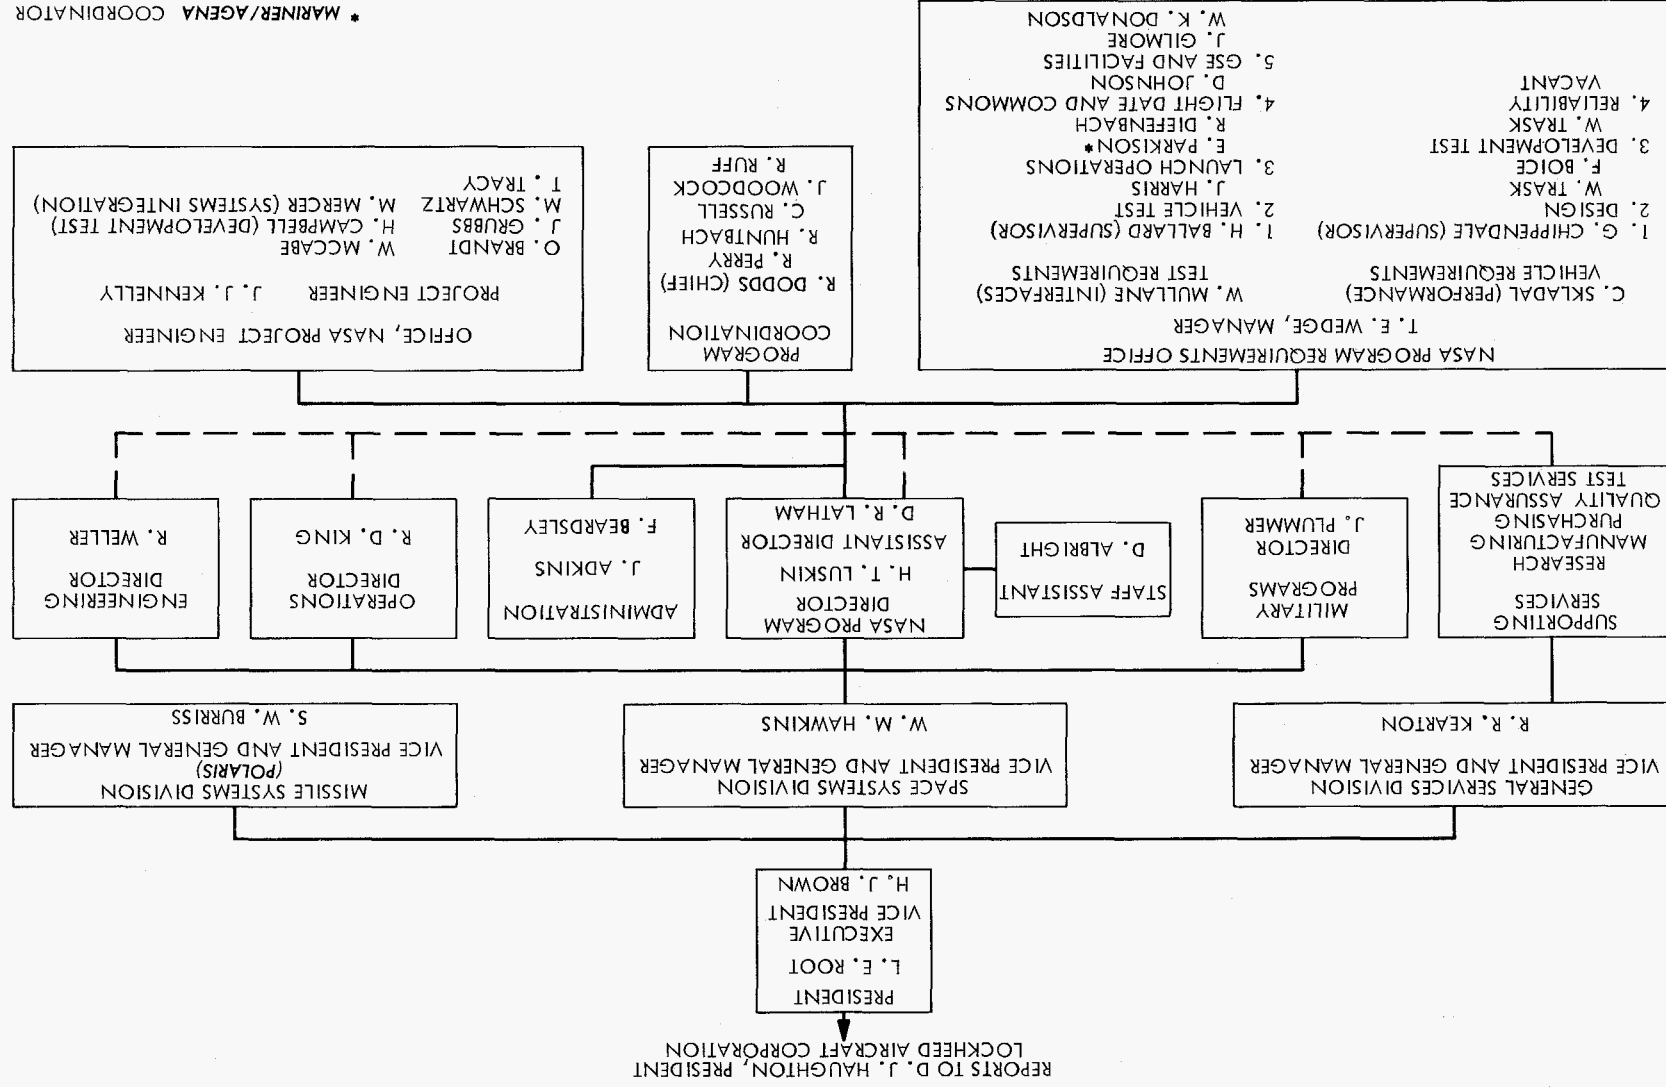 REPORTS TO D. J. HAUGHTON, PRESIDENT
LOCKHEED AIRCRAFT CORPORATION
PRESIDENT
L. E. ROOT
EXECUTIVE
VICE PRESIDENT
H. J. BROWN
GENERAL SERVICES DIVISION
VICE PRESIDENT AND GENERAL MANAGER
R. R. KEARTON
SPACE SYSTEMS DIVISION
VICE PRESIDENT AND GENERAL MANAGER
W. M. HAWKINS
MISSILE SYSTEMS DIVISION
(POLARIS)
VICE PRESIDENT AND GENERAL MANAGER
S. W. BURRISS
SUPPORTING
SERVICES
RESEARCH
MANUFACTURING
PURCHASING
QUALITY ASSURANCE
TEST SERVICES
MILITARY
PROGRAMS
DIRECTOR
J. PLUMMER
STAFF ASSISTANT
D. ALBRIGHT
NASA PROGRAM
DIRECTOR
H. T. LUSKIN
ASSISTANT DIRECTOR
D. R. LATHAM
ADMINISTRATION
J. ADKINS
F. BEARDSLEY
OPERATIONS
DIRECTOR
R. D. KING
ENGINEERING
DIRECTOR
R. WELLER
NASA PROGRAM REQUIREMENTS OFFICE
T. E. WEDGE, MANAGER
C. SKLADAL (PERFORMANCE)
VEHICLE REQUIREMENTS
1. G. CHIPPENDALE (SUPERVISOR)
2. DESIGN
W. TRASK
F. BOICE
3. DEVELOPMENT TEST
W. TRASK
4. RELIABILITY
VACANT
W. MULLANE (INTERFACES)
TEST REQUIREMENTS
1. H. BALLARD (SUPERVISOR)
2. VEHICLE TEST
J. HARRIS
3. LAUNCH OPERATIONS
E. PARKISON*
R. DIEFENBACH
4. FLIGHT DATE AND COMMONS
D. JOHNSON
5. GSE AND FACILITIES
J. GILMORE
W. K. DONALDSON
PROGRAM
COORDINATION
R. DODDS (CHIEF)
R. PERRY
R. HUNTBACH
C. RUSSELL
J. WOODCOCK
R. RUFF
OFFICE, NASA PROJECT ENGINEER
PROJECT ENGINEER J. J. KENNELLY
O. BRANDT W. MCCABE
J. GRUBBS H. CAMPBELL (DEVELOPMENT TEST)
M. SCHWARTZ M. MERCER (SYSTEMS INTEGRATION)
T. TRACY
* MARINER/AGENA COORDINATOR